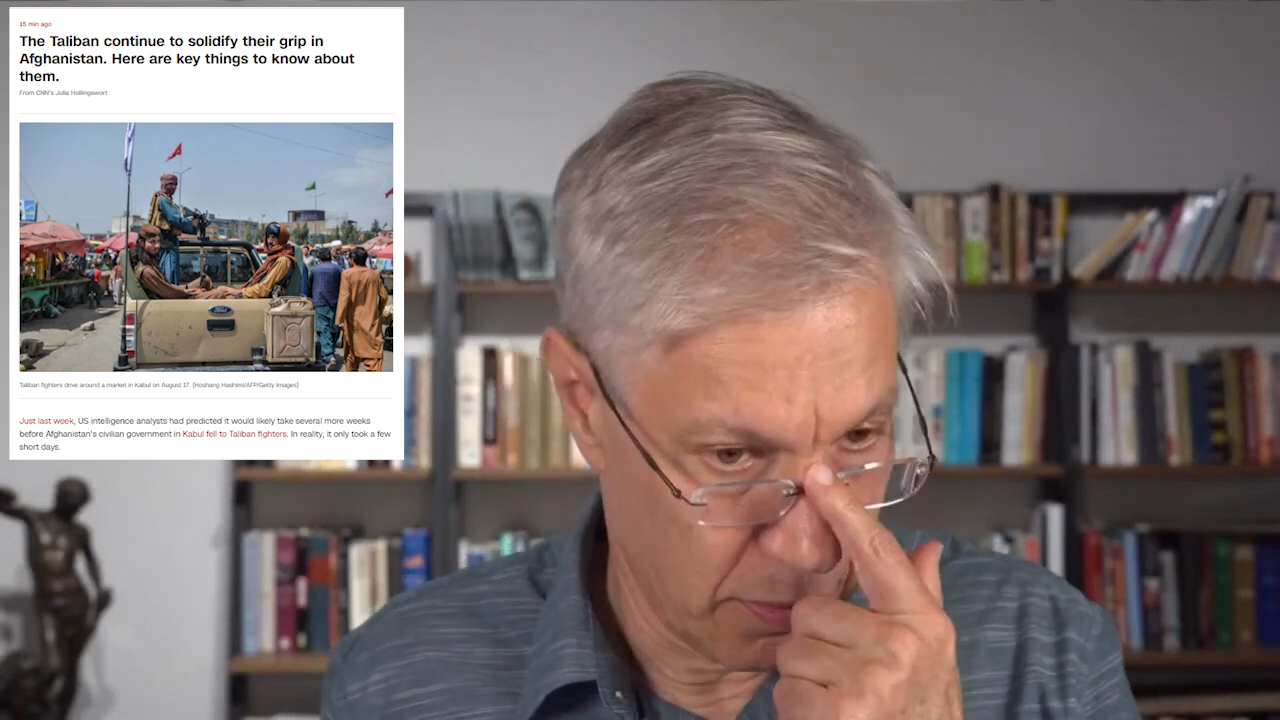 15 min ago
The Taliban continue to solidify their grip in
Afghanistan. Here are key things to know about
them.
From CNN's Julia Hollingswort
Ford
Taliban fighters drive around a market in Kabul on August 17. (Hoshang Hashimi/AFP/Getty Images)
Just last week, US intelligence analysts had predicted it would likely take several more weeks
before Afghanistan's civilian government in Kabul fell to Taliban fighters. In reality, it only took a few
short days.